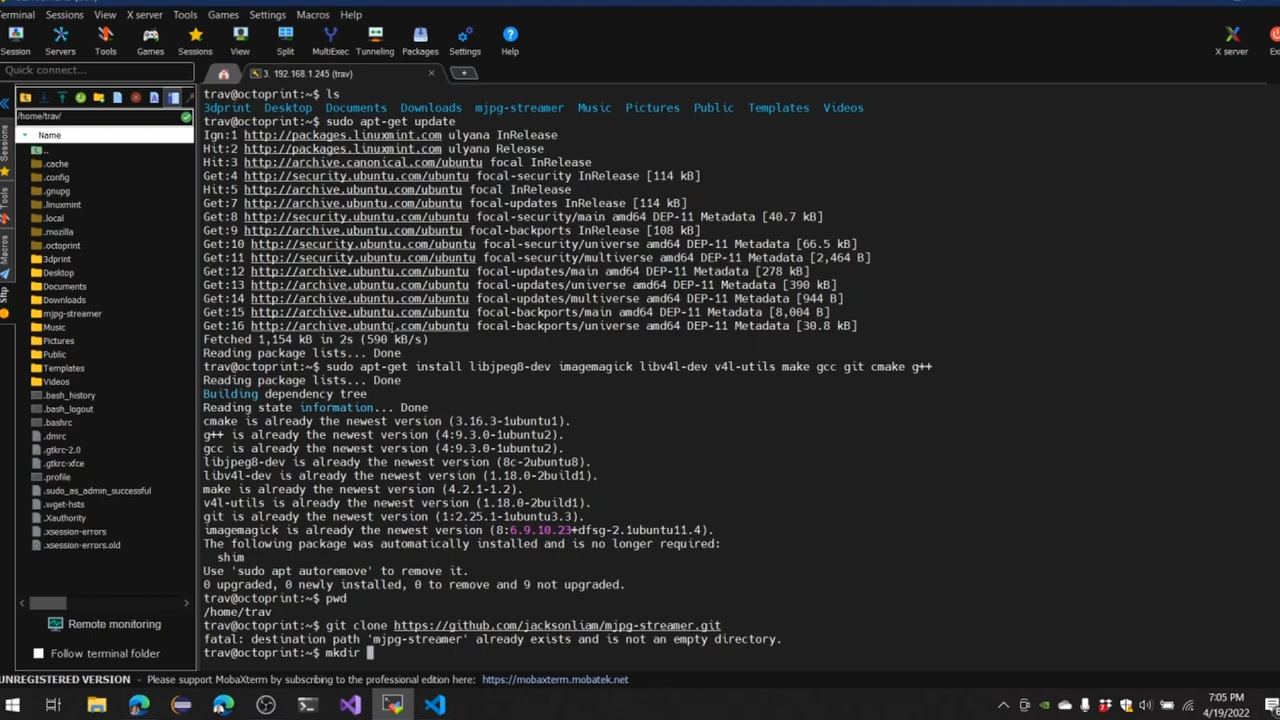 Terminal Sessions View X server Tools Games Settings Macros Help
Session Servers Tools Games Sessions View Split MultiExec Tunneling Packages Settings Help X server
Quick connect... 3. 192.168.1.245 (trav)
Sessions
Tools
Macros
Sftp
/home/trav/
Name
..
.cache
.config
.gnupg
.linuxmint
.local
.mozilla
.octoprint
3dprint
Desktop
Documents
Downloads
mjpg-streamer
Music
Pictures
Public
Templates
Videos
.bash_history
.bash_logout
.bashrc
.dmrc
.gtkrc-2.0
.gtkrc-xfce
.profile
.sudo_as_admin_successful
.wget-hsts
.Xauthority
.xsession-errors
.xsession-errors.old
Remote monitoring
Follow terminal folder
trav@octoprint:~$ ls
3dprint Desktop Documents Downloads mjpg-streamer Music Pictures Public Templates Videos
trav@octoprint:~$ sudo apt-get update
Ign:1 http://packages.linuxmint.com ulyana InRelease
Hit:2 http://packages.linuxmint.com ulyana Release
Hit:3 http://archive.canonical.com/ubuntu focal InRelease
Get:4 http://security.ubuntu.com/ubuntu focal-security InRelease [114 kB]
Hit:5 http://archive.ubuntu.com/ubuntu focal InRelease
Get:7 http://archive.ubuntu.com/ubuntu focal-updates InRelease [114 kB]
Get:8 http://security.ubuntu.com/ubuntu focal-security/main amd64 DEP-11 Metadata [40.7 kB]
Get:9 http://archive.ubuntu.com/ubuntu focal-backports InRelease [108 kB]
Get:10 http://security.ubuntu.com/ubuntu focal-security/universe amd64 DEP-11 Metadata [66.5 kB]
Get:11 http://security.ubuntu.com/ubuntu focal-security/multiverse amd64 DEP-11 Metadata [2,464 B]
Get:12 http://archive.ubuntu.com/ubuntu focal-updates/main amd64 DEP-11 Metadata [278 kB]
Get:13 http://archive.ubuntu.com/ubuntu focal-updates/universe amd64 DEP-11 Metadata [390 kB]
Get:14 http://archive.ubuntu.com/ubuntu focal-updates/multiverse amd64 DEP-11 Metadata [944 B]
Get:15 http://archive.ubuntu.com/ubuntu focal-backports/main amd64 DEP-11 Metadata [8,004 B]
Get:16 http://archive.ubuntu.com/ubuntu focal-backports/universe amd64 DEP-11 Metadata [30.8 kB]
Fetched 1,154 kB in 2s (590 kB/s)
Reading package lists... Done
trav@octoprint:~$ sudo apt-get install libjpeg8-dev imagemagick libv4l-dev v4l-utils make gcc git cmake g++
Reading package lists... Done
Building dependency tree
Reading state information... Done
cmake is already the newest version (3.16.3-1ubuntu1).
g++ is already the newest version (4:9.3.0-1ubuntu2).
gcc is already the newest version (4:9.3.0-1ubuntu2).
libjpeg8-dev is already the newest version (8c-2ubuntu8).
libv4l-dev is already the newest version (1.18.0-2build1).
make is already the newest version (4.2.1-1.2).
v4l-utils is already the newest version (1.18.0-2build1).
git is already the newest version (1:2.25.1-1ubuntu3.3).
imagemagick is already the newest version (8:6.9.10.23+dfsg-2.1ubuntu11.4).
The following package was automatically installed and is no longer required:
shim
Use 'sudo apt autoremove' to remove it.
0 upgraded, 0 newly installed, 0 to remove and 9 not upgraded.
trav@octoprint:~$ pwd
/home/trav
trav@octoprint:~$ git clone https://github.com/jacksonliam/mjpg-streamer.git
fatal: destination path 'mjpg-streamer' already exists and is not an empty directory.
trav@octoprint:~$ mkdir
UNREGISTERED VERSION - Please support MobaXterm by subscribing to the professional edition here: https://mobaxterm.mobatek.net
7:05 PM
4/19/2022